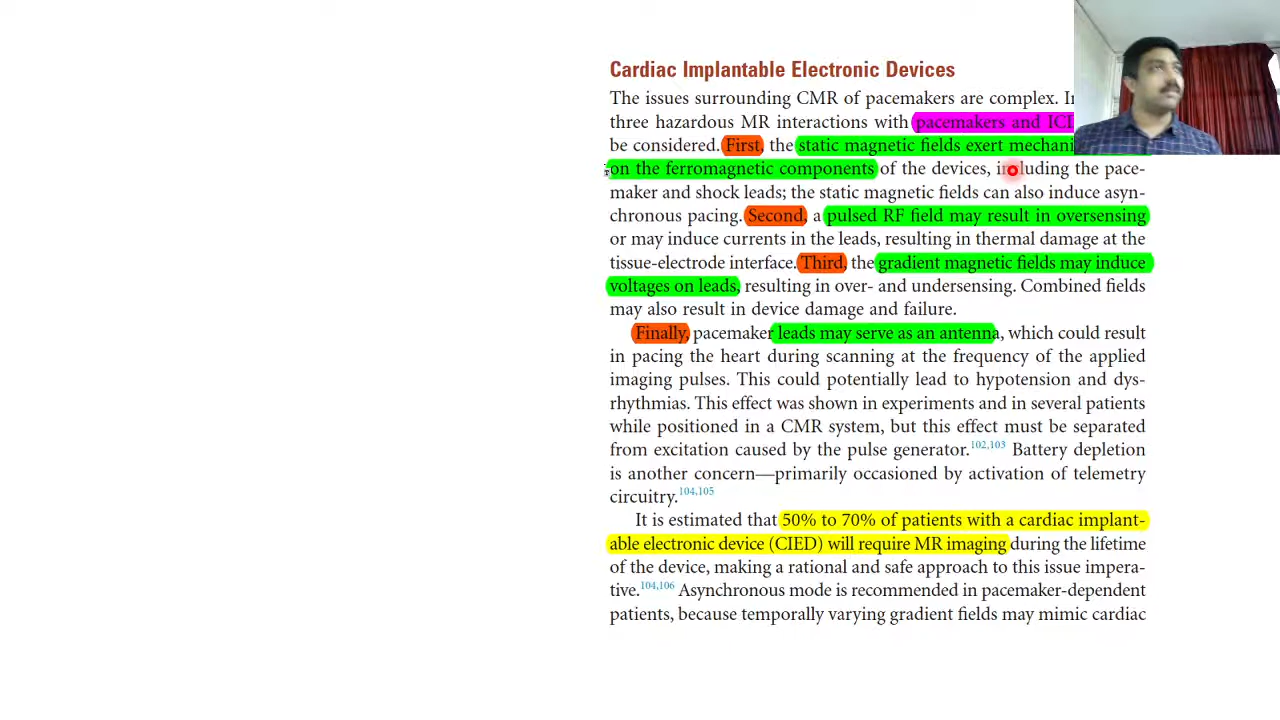 Cardiac Implantable Electronic Devices
The issues surrounding CMR of pacemakers are complex.
three hazardous MR interactions with pacemakers and
be considered. First, the static magnetic fields exert
on the ferromagnetic components of the devices, including the pace-
maker and shock leads; the static magnetic fields can also induce asyn-
chronous pacing. Second, a pulsed RF field may result in oversensing
or may induce currents in the leads, resulting in thermal damage at the
tissue-electrode interface. Third, the gradient magnetic fields may induce
voltages on leads, resulting in over- and undersensing. Combined fields
may also result in device damage and failure.
Finally, pacemaker leads may serve as an antenna, which could result
in pacing the heart during scanning at the frequency of the applied
imaging pulses. This could potentially lead to hypotension and dys-
rhythmias. This effect was shown in experiments and in several patients
while positioned in a CMR system, but this effect must be separated
from excitation caused by the pulse generator.102,103 Battery depletion
is another concern—primarily occasioned by activation of telemetry
circuitry.104,105
It is estimated that 50% to 70% of patients with a cardiac implant-
able electronic device (CIED) will require MR imaging during the lifetime
of the device, making a rational and safe approach to this issue impera-
tive.104,106 Asynchronous mode is recommended in pacemaker-dependent
patients, because temporally varying gradient fields may mimic cardiac